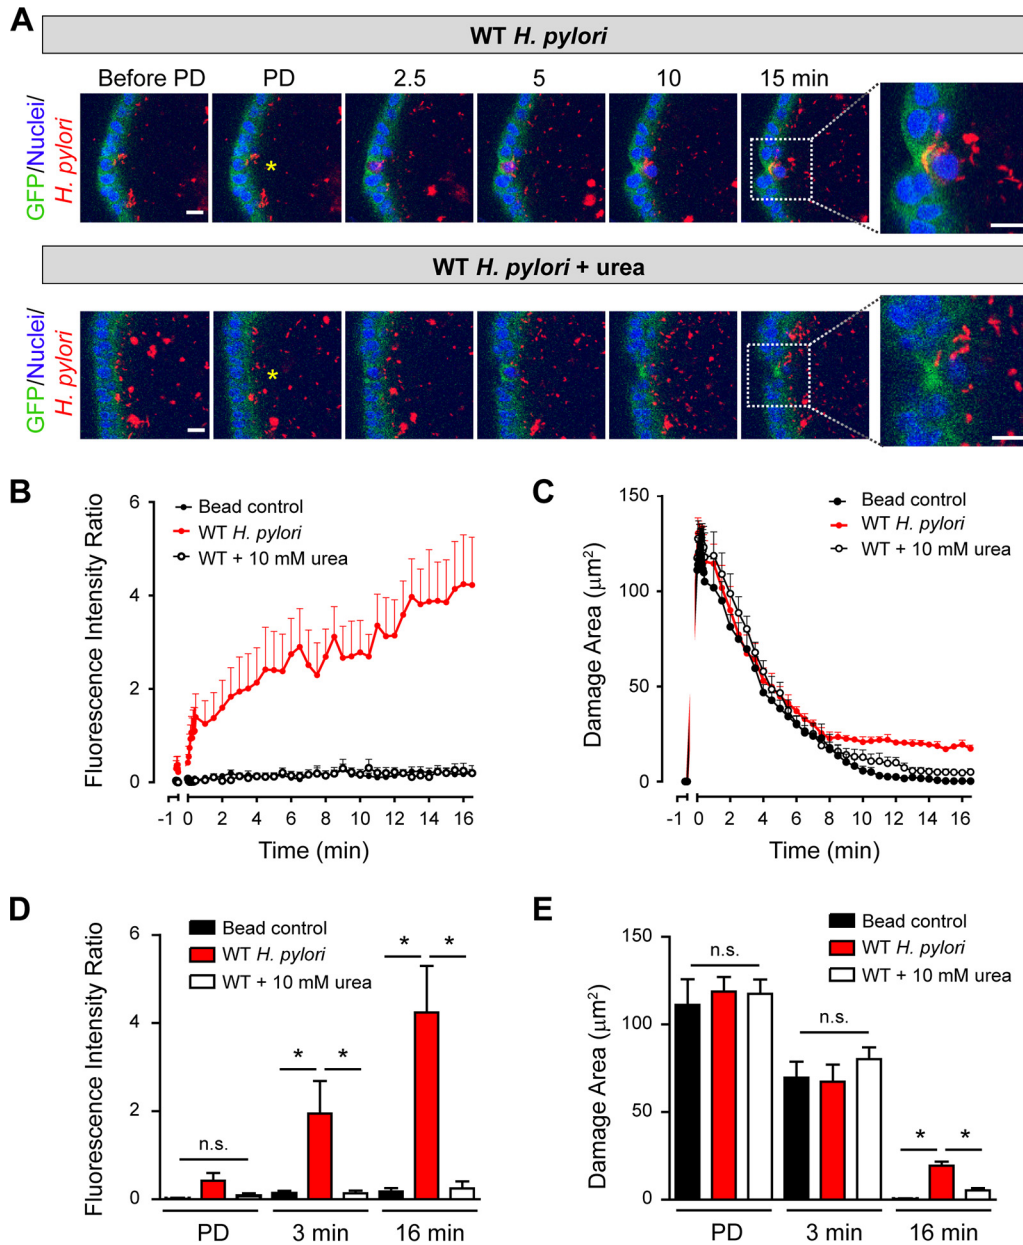 A
WT H. pylori
Before PD PD 2.5 5 10 15 min
GFP/Nuclei/
H. pylori
*
WT H. pylori + urea
GFP/Nuclei/
H. pylori
*
B
Fluorescence Intensity Ratio
6
4
2
0
Bead control
WT H. pylori
WT + 10 mM urea
-1 0 2 4 6 8 10 12 14 16
Time (min)
C
Damage Area (μm²)
150
100
50
0
Bead control
WT H. pylori
WT + 10 mM urea
-1 0 2 4 6 8 10 12 14 16
Time (min)
D
Fluorescence Intensity Ratio
6
4
2
0
Bead control
WT H. pylori
WT + 10 mM urea
n.s.
* *
* *
PD 3 min 16 min
E
Damage Area (μm²)
150
100
50
0
Bead control
WT H. pylori
WT + 10 mM urea
n.s.
n.s.
* *
PD 3 min 16 min